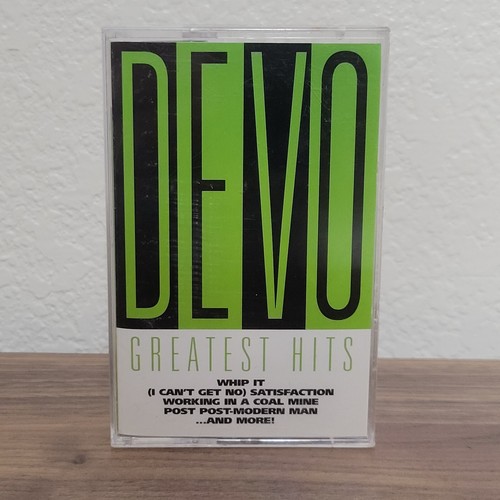 DEVO
GREATEST HITS
WHIP IT
(I CAN'T GET NO) SATISFACTION
WORKING IN A COAL MINE
POST POST-MODERN MAN
...AND MORE!